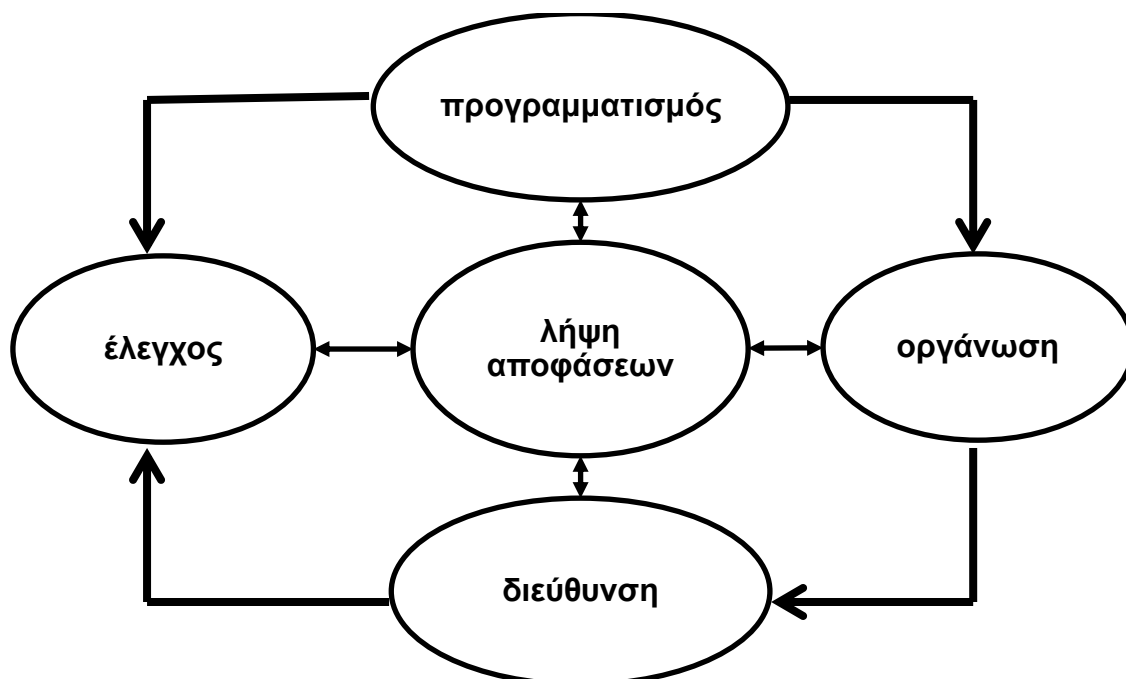 προγραμματισμός
έλεγχος
λήψη
αποφάσεων
οργάνωση
διεύθυνση